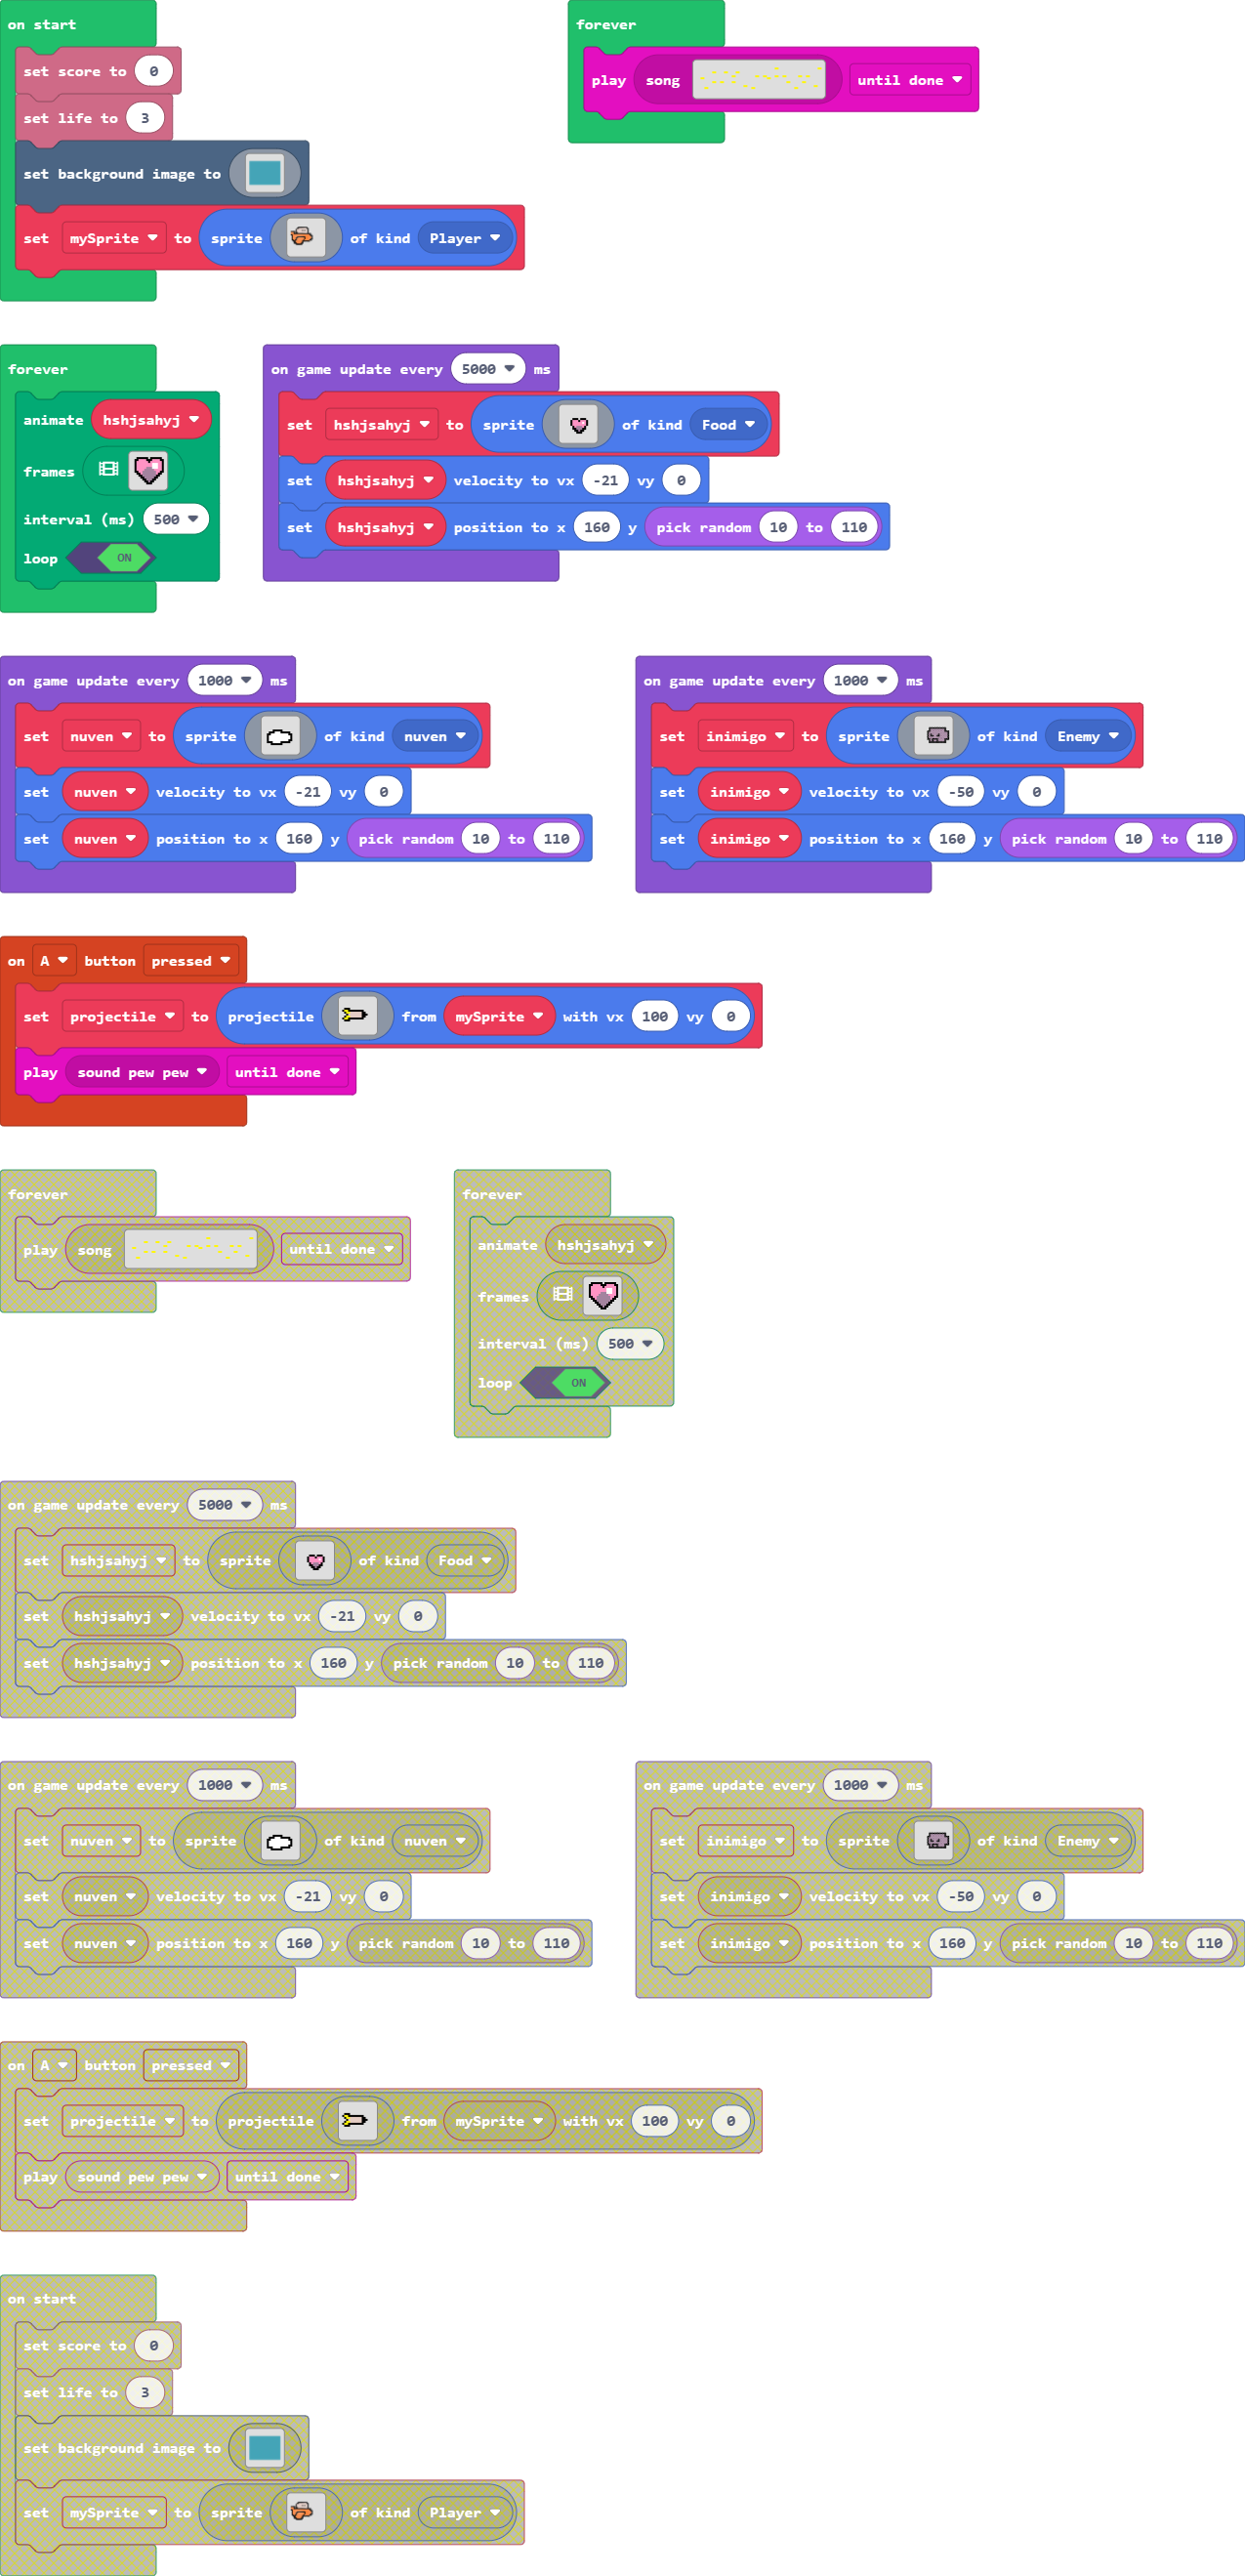 on start
set score to 0
set life to 3
set background image to
set mySprite to sprite of kind Player
forever
play song until done
forever
animate hshjsahyj
frames
interval (ms) 500
loop ON
on game update every 5000 ms
set hshjsahyj to sprite of kind Food
set hshjsahyj velocity to vx -21 vy 0
set hshjsahyj position to x 160 y pick random 10 to 110
on game update every 1000 ms
set nuven to sprite of kind nuven
set nuven velocity to vx -21 vy 0
set nuven position to x 160 y pick random 10 to 110
on game update every 1000 ms
set inimigo to sprite of kind Enemy
set inimigo velocity to vx -50 vy 0
set inimigo position to x 160 y pick random 10 to 110
on A button pressed
set projectile to projectile from mySprite with vx 100 vy 0
play sound pew pew until done
forever
play song until done
forever
animate hshjsahyj
frames
interval (ms) 500
loop ON
on game update every 5000 ms
set hshjsahyj to sprite of kind Food
set hshjsahyj velocity to vx -21 vy 0
set hshjsahyj position to x 160 y pick random 10 to 110
on game update every 1000 ms
set nuven to sprite of kind nuven
set nuven velocity to vx -21 vy 0
set nuven position to x 160 y pick random 10 to 110
on game update every 1000 ms
set inimigo to sprite of kind Enemy
set inimigo velocity to vx -50 vy 0
set inimigo position to x 160 y pick random 10 to 110
on A button pressed
set projectile to projectile from mySprite with vx 100 vy 0
play sound pew pew until done
on start
set score to 0
set life to 3
set background image to
set mySprite to sprite of kind Player